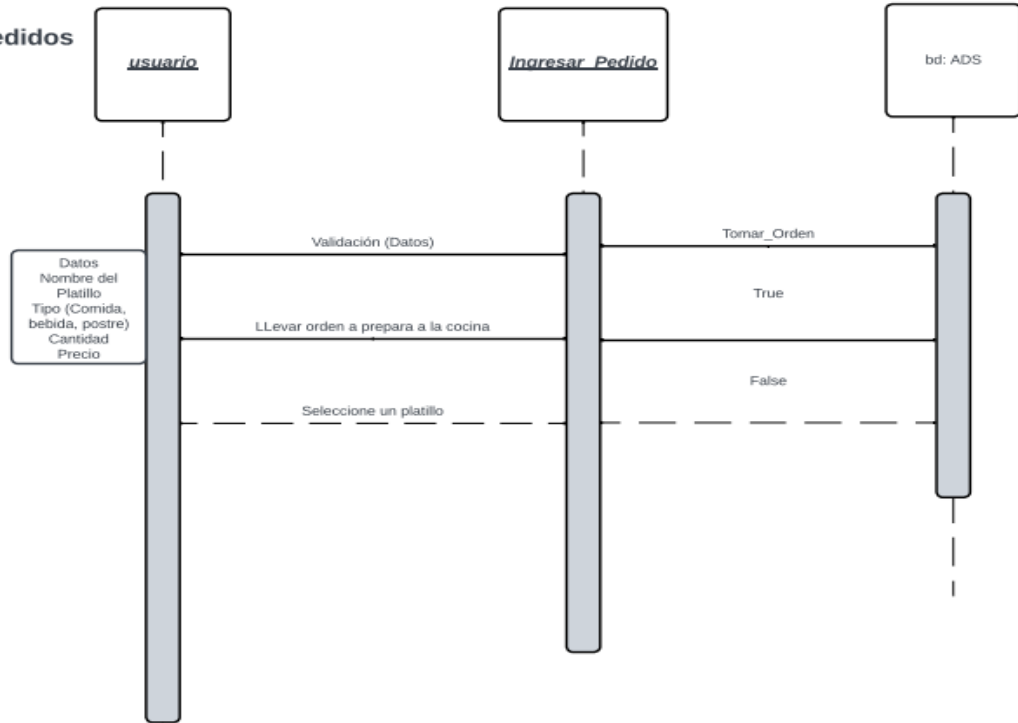 edidos
usuario
Ingresar_Pedido
bd: ADS
Validación (Datos)
Tomar_Orden
Datos
Nombre del
Platillo
Tipo (Comida,
bebida, postre)
Cantidad
Precio
True
LLevar orden a prepara a la cocina
False
Seleccione un platillo